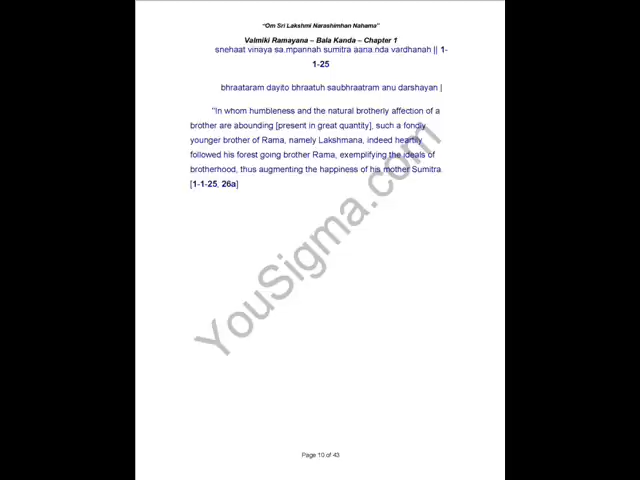 "Om Sri Lakshmi Narashimhan Nahama"
Valmiki Ramayana – Bala Kanda – Chapter 1
snehaat vinaya sa.mpannah sumitra aana.nda vardhanah || 1-
1-25
bhraataram dayito bhraatuh saubhraatram anu darshayan |
"In whom humbleness and the natural brotherly affection of a
brother are abounding [present in great quantity], such a fondly
younger brother of Rama, namely Lakshmana, indeed heartily
followed his forest going brother Rama, exemplifying the ideals of
brotherhood, thus augmenting the happiness of his mother Sumitra
[1-1-25, 26a]
YouSigma.com
Page 10 of 43